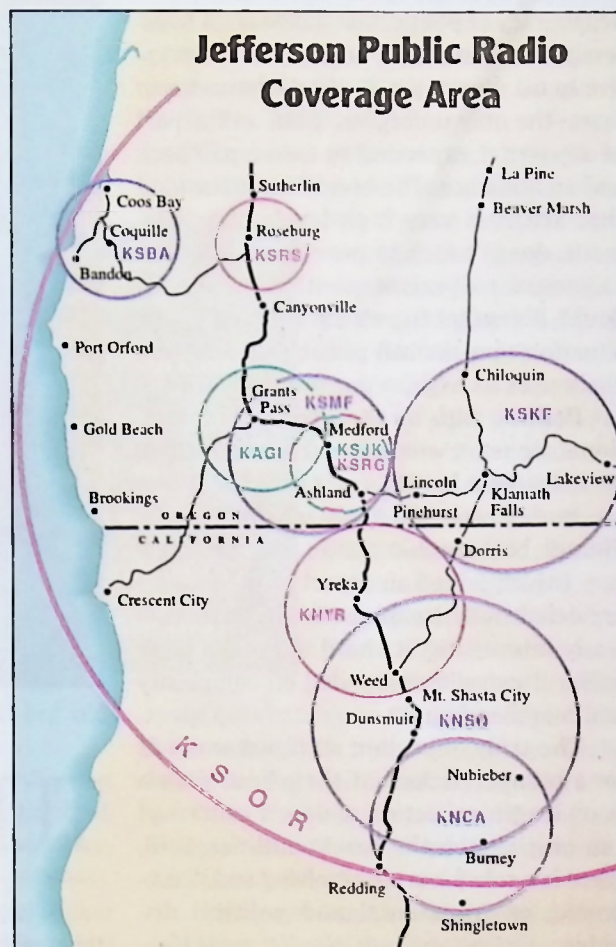 Jefferson Public Radio
Coverage Area
La Pine
Sutherlin
Beaver Marsh
Coos Bay
Coquille
KSBA
Roseburg
KSRS
Bandon
Canyonville
Port Orford
Chiloquin
Grants
Pass
KSMF
KSKF
Gold Beach
Medford
KAGI
KSJK
KSRG
Lakeview
Ashland
Lincoln
Pinehurst
Klamath
Falls
Brookings
OREGON
CALIFORNIA
Dorris
Crescent City
Yreka
KNYR
Weed
Mt. Shasta City
Dunsmuir
KNSQ
KSOR
Nubieber
KNCA
Burney
Redding
Shingletown